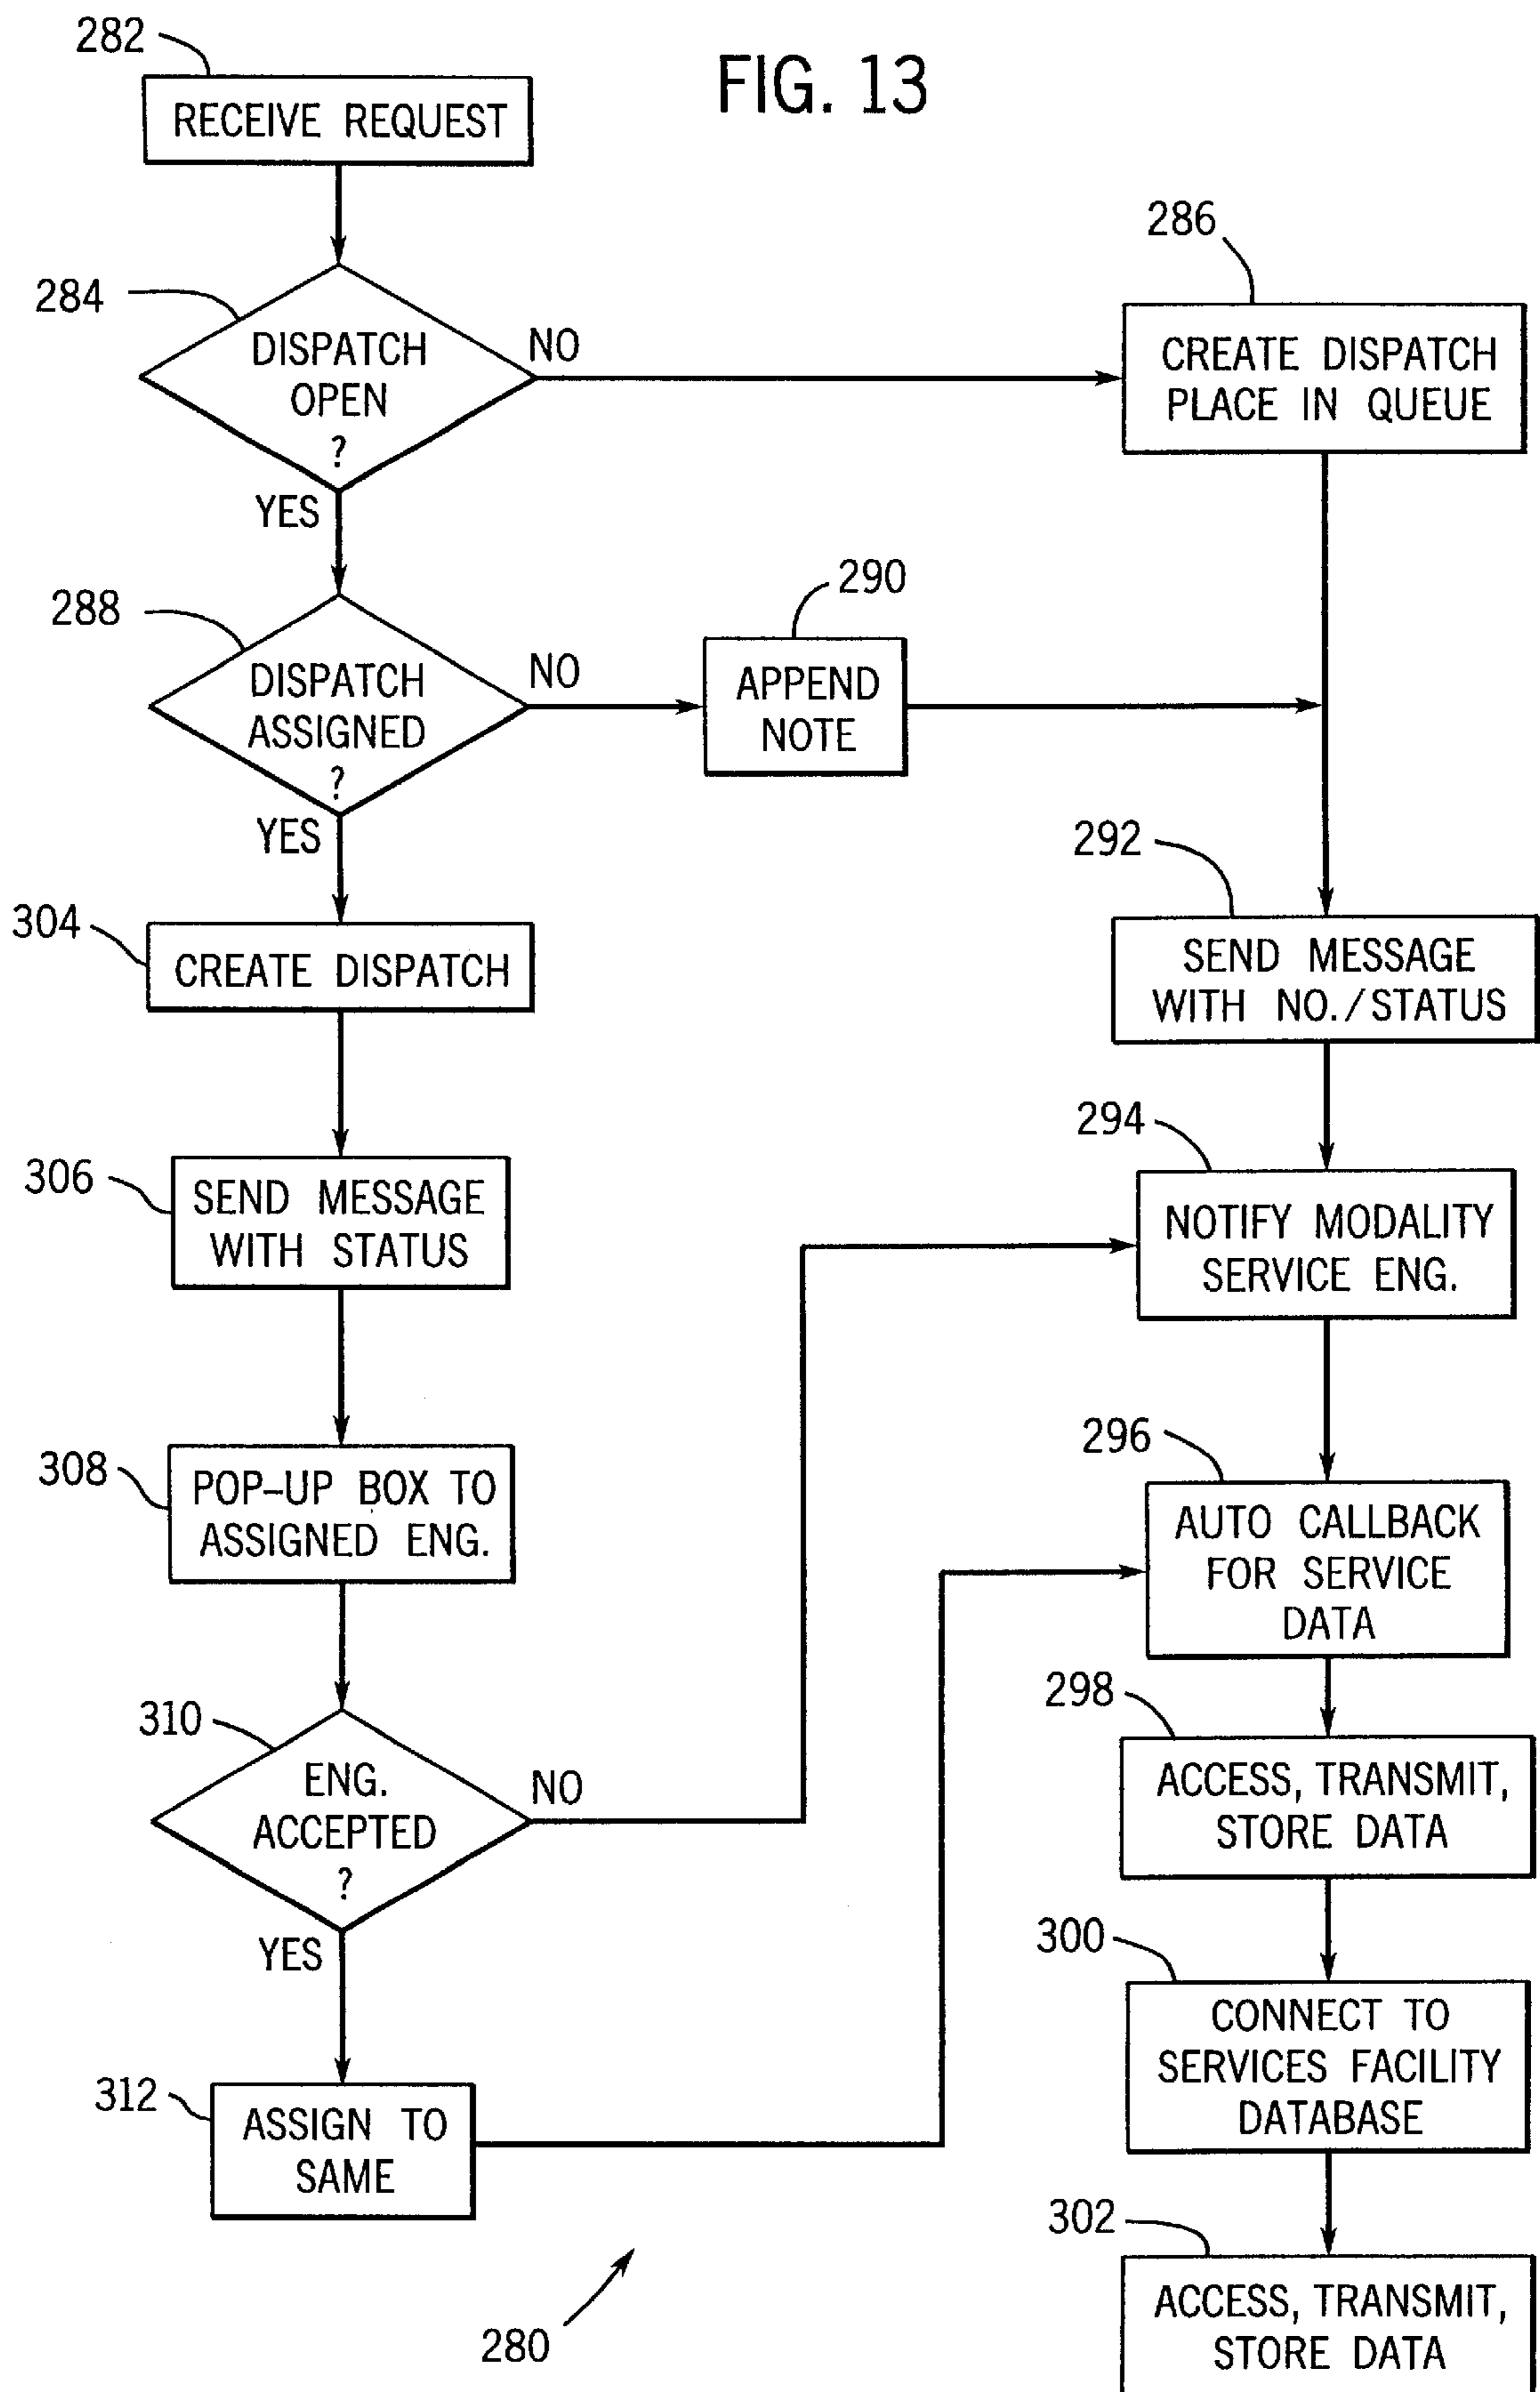 FIG. 13
282
RECEIVE REQUEST
284
DISPATCH
OPEN
?
NO
YES
286
CREATE DISPATCH
PLACE IN QUEUE
288
DISPATCH
ASSIGNED
?
NO
YES
290
APPEND
NOTE
292
SEND MESSAGE
WITH NO./STATUS
294
NOTIFY MODALITY
SERVICE ENG.
296
AUTO CALLBACK
FOR SERVICE
DATA
298
ACCESS, TRANSMIT,
STORE DATA
300
CONNECT TO
SERVICES FACILITY
DATABASE
302
ACCESS, TRANSMIT,
STORE DATA
304
CREATE DISPATCH
306
SEND MESSAGE
WITH STATUS
308
POP-UP BOX TO
ASSIGNED ENG.
310
ENG.
ACCEPTED
?
NO
YES
312
ASSIGN TO
SAME
280